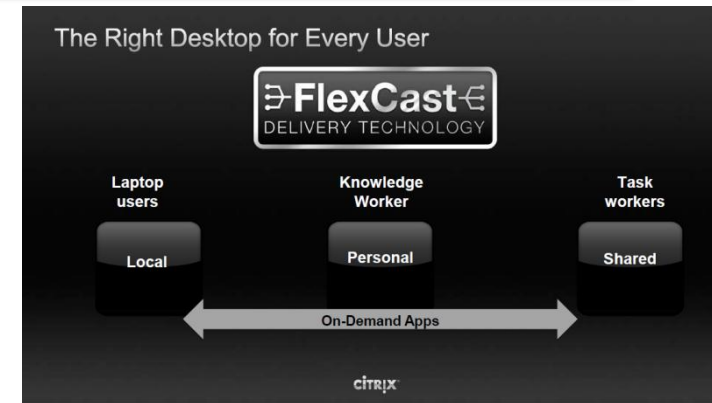 The Right Desktop for Every User
FlexCast
DELIVERY TECHNOLOGY
Laptop
users
Knowledge
Worker
Task
workers
Local
Personal
Shared
On-Demand Apps
CITRIX